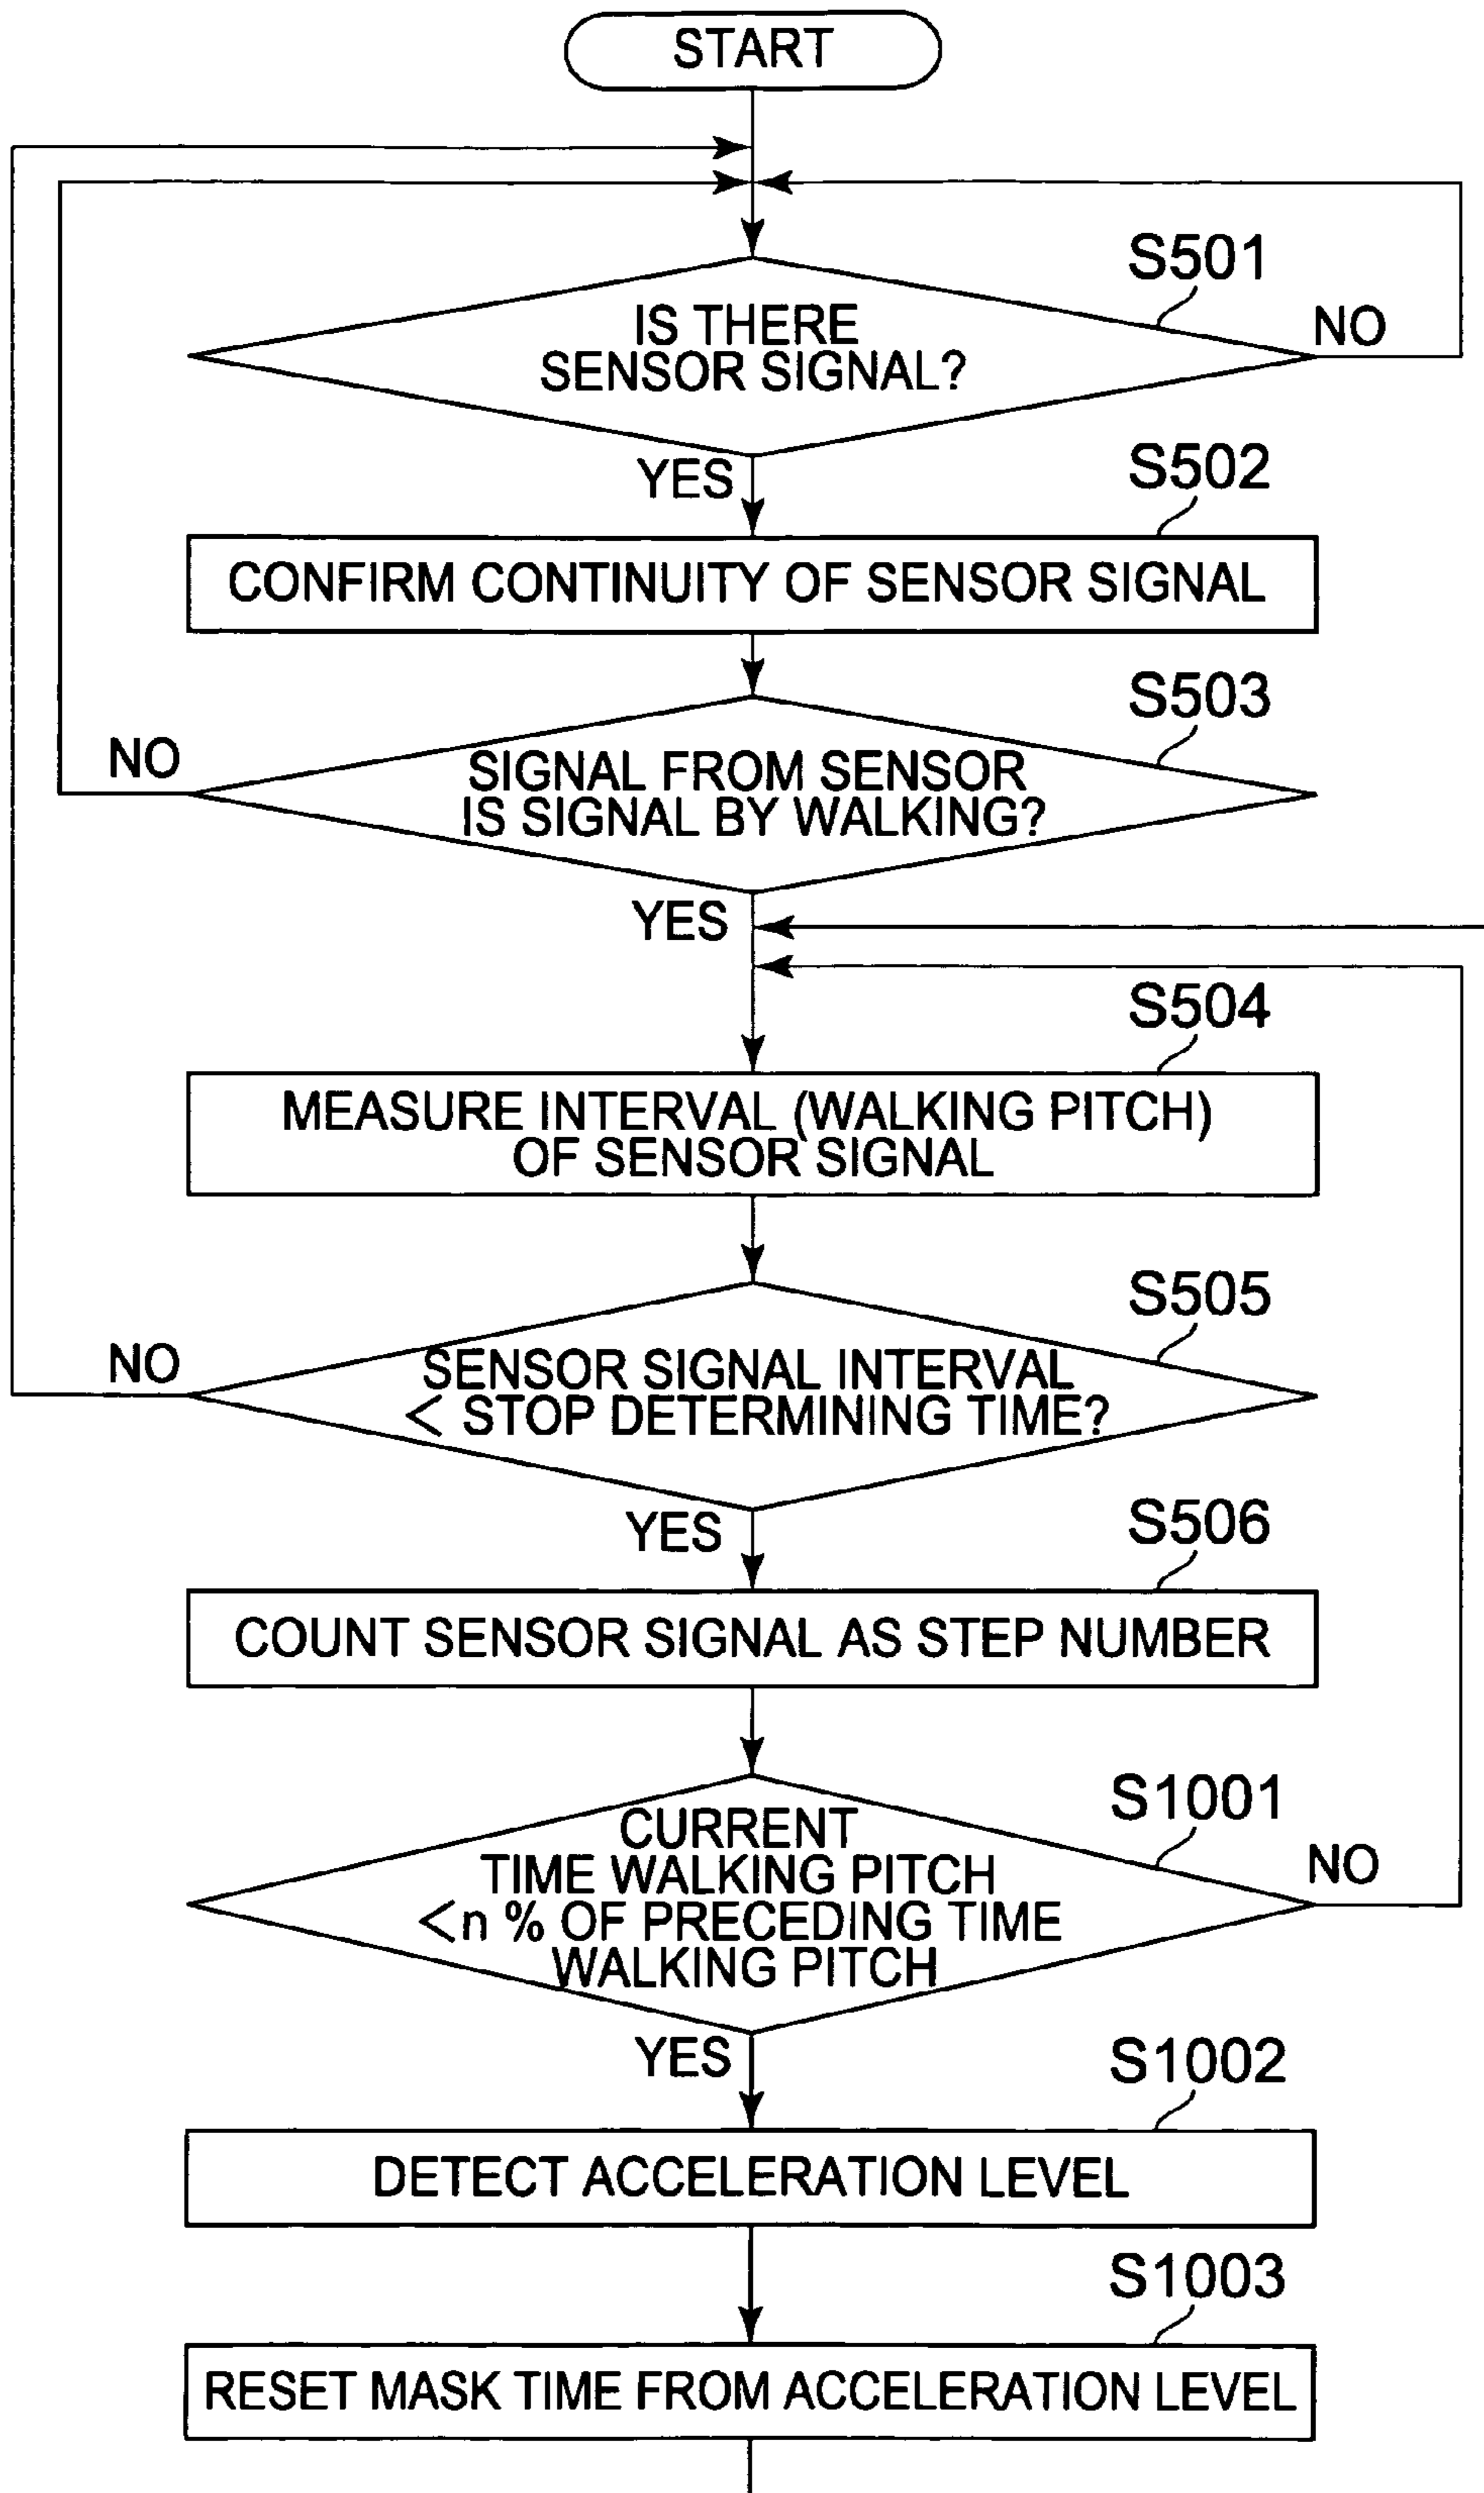 START
S501
IS THERE
SENSOR SIGNAL?
NO
YES
S502
CONFIRM CONTINUITY OF SENSOR SIGNAL
S503
NO
SIGNAL FROM SENSOR
IS SIGNAL BY WALKING?
YES
S504
MEASURE INTERVAL (WALKING PITCH)
OF SENSOR SIGNAL
S505
NO
SENSOR SIGNAL INTERVAL
< STOP DETERMINING TIME?
YES
S506
COUNT SENSOR SIGNAL AS STEP NUMBER
S1001
CURRENT
TIME WALKING PITCH
<n % OF PRECEDING TIME
WALKING PITCH
NO
YES
S1002
DETECT ACCELERATION LEVEL
S1003
RESET MASK TIME FROM ACCELERATION LEVEL